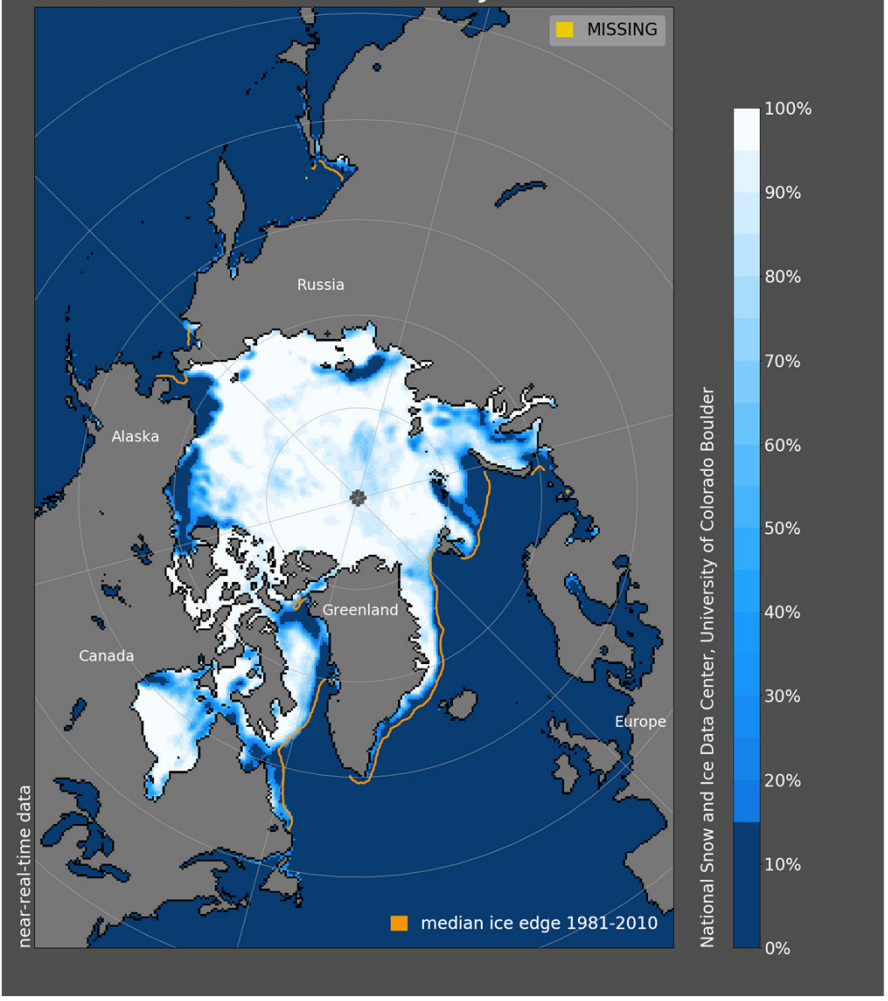 MISSING
100%
90%
80%
70%
60%
50%
40%
30%
20%
10%
0%
Russia
Alaska
Greenland
Canada
Europe
median ice edge 1981-2010
near-real-time data
National Snow and Ice Data Center, University of Colorado Boulder